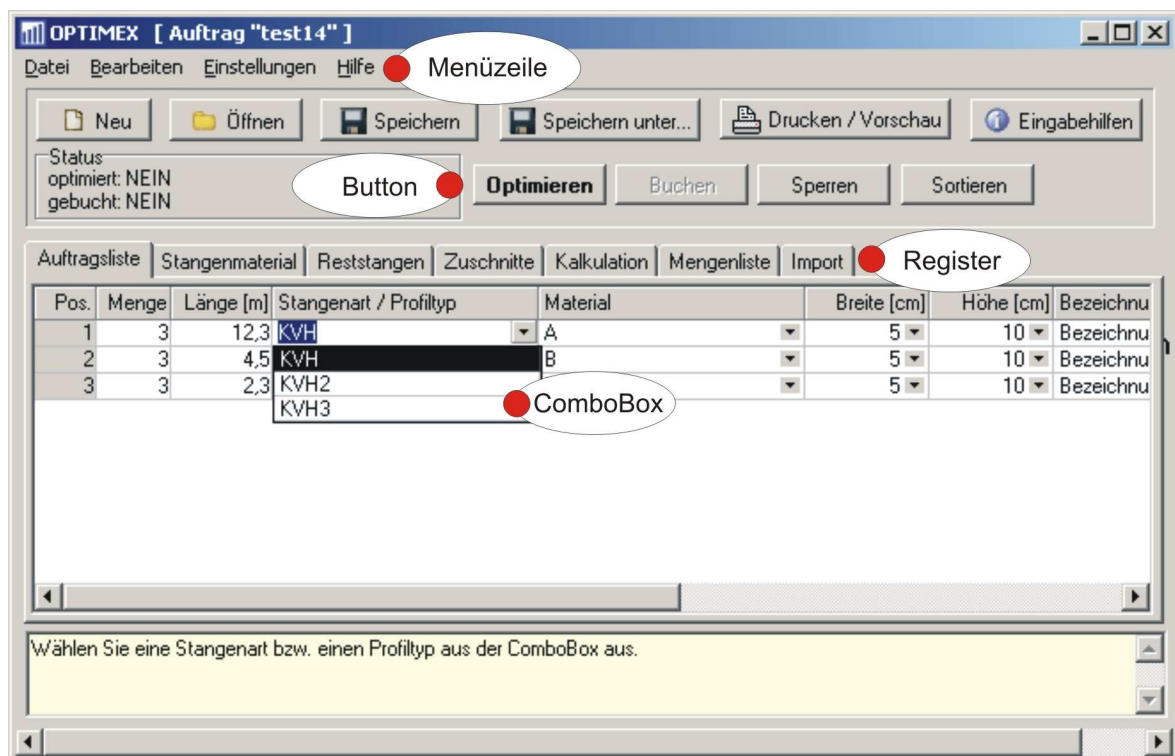 OPTIMEX [ Auftrag "test14" ]
Datei Bearbeiten Einstellungen Hilfe Menüzeile
Neu Öffnen Speichern Speichern unter... Drucken / Vorschau Eingabehilfen
Status
optimiert: NEIN
gebucht: NEIN
Button Optimieren Buchen Sperren Sortieren
Auftragsliste Stangenmaterial Reststangen Zuschnitte Kalkulation Mengenliste Import Register
Pos. Menge Länge [m] Stangenart / Profiltyp Material Breite [cm] Höhe [cm] Bezeichnu
1 3 12,3 KVH A 5 10 Bezeichnu
2 3 4,5 KVH B 5 10 Bezeichnu
3 3 2,3 KVH2 5 10 Bezeichnu
KVH3 ComboBox
Wählen Sie eine Stangenart bzw. einen Profiltyp aus der ComboBox aus.